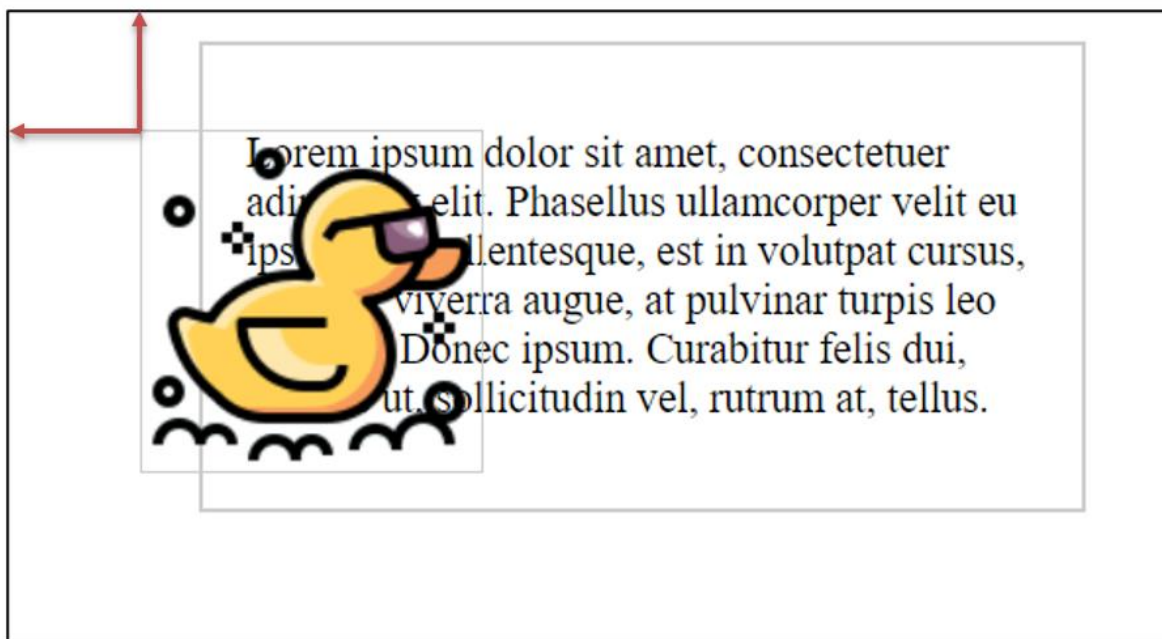 Lorem ipsum dolor sit amet, consectetuer
elit. Phasellus ullamcorper velit eu
est in volutpat cursus,
viverra augue, at pulvinar turpis leo
Donec ipsum. Curabitur felis dui,
ut, sollicitudin vel, rutrum at, tellus.